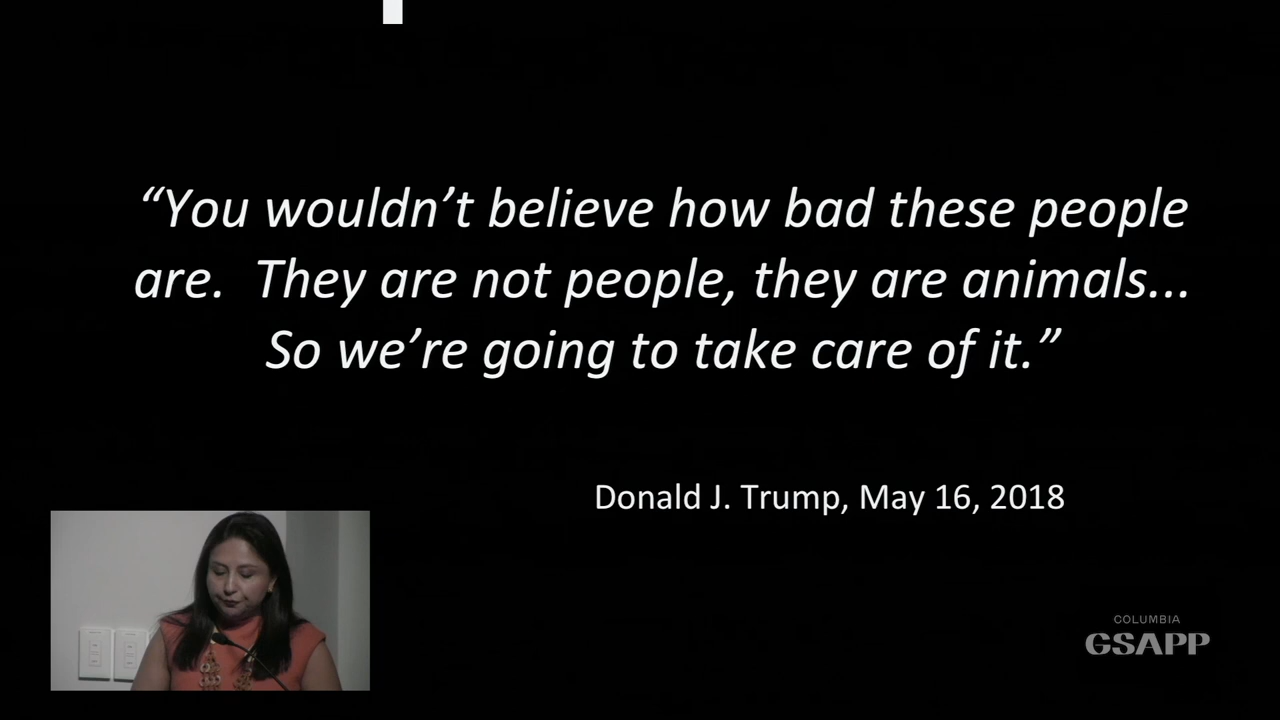 “You wouldn’t believe how bad these people
are.  They are not people, they are animals...
So we’re going to take care of it.”
Donald J. Trump, May 16, 2018
COLUMBIA
GSAPP